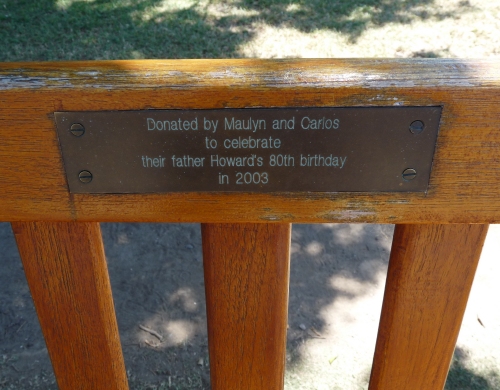 Donated by Maulyn and Carlos
to celebrate
their father Howard's 80th birthday
in 2003